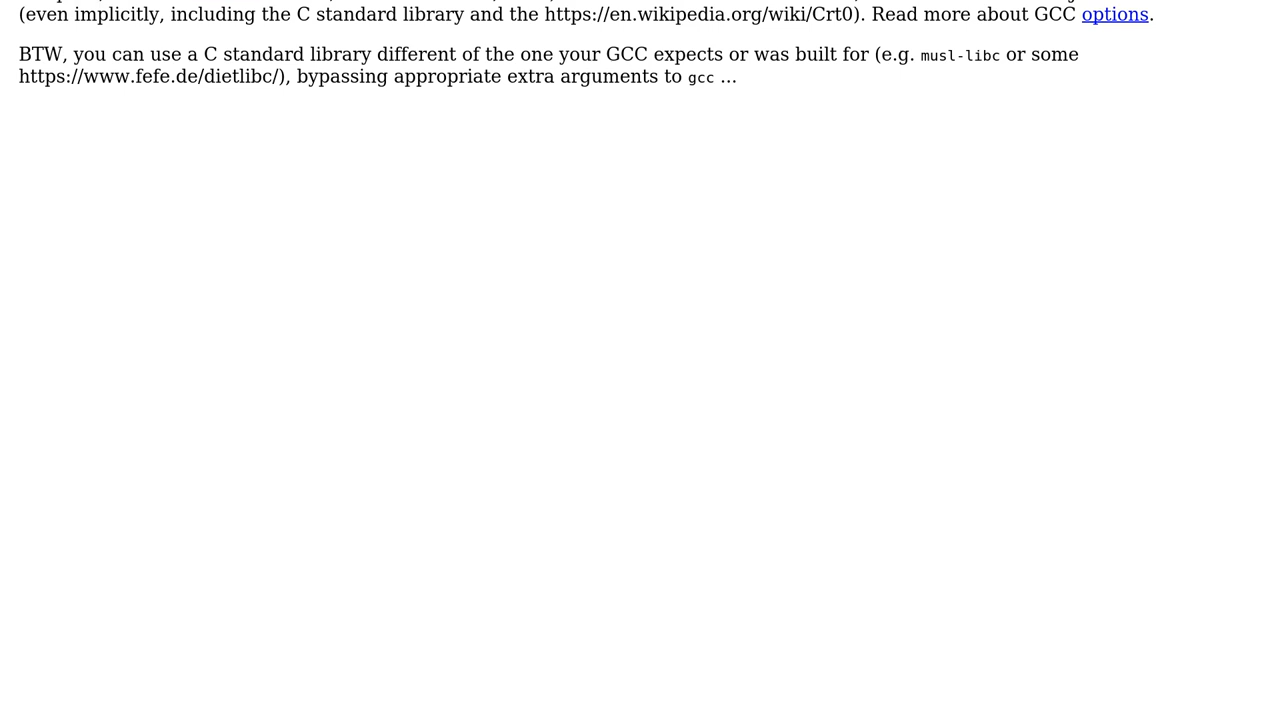 (even implicitly, including the C standard library and the https://en.wikipedia.org/wiki/Crt0). Read more about GCC options.
BTW, you can use a C standard library different of the one your GCC expects or was built for (e.g. musl-libc or some
https://www.fefe.de/dietlibc/), bypassing appropriate extra arguments to gcc ...